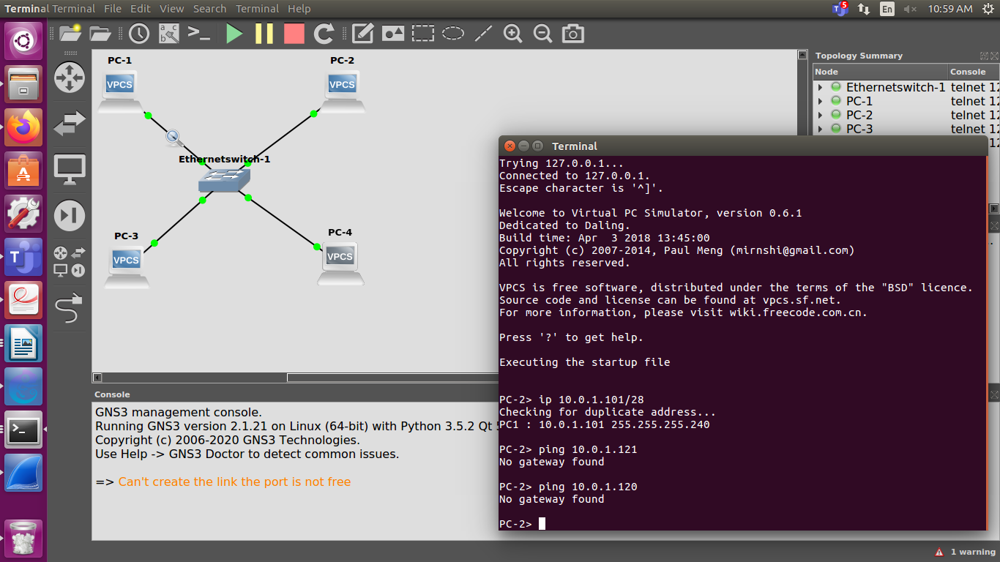 Terminal Terminal File Edit View Search Terminal Help
5
En
10:59 AM
a c
b
PC-1
VPCS
PC-2
VPCS
Ethernetswitch-1
PC-3
VPCS
PC-4
VPCS
Topology Summary
Node Console
Ethernetswitch-1 telnet 12
PC-1 telnet 12
PC-2 telnet 12
PC-3 telnet 12
Terminal
Trying 127.0.0.1...
Connected to 127.0.0.1.
Escape character is '^]'.
Welcome to Virtual PC Simulator, version 0.6.1
Dedicated to Daling.
Build time: Apr  3 2018 13:45:00
Copyright (c) 2007-2014, Paul Meng (mirnshi@gmail.com)
All rights reserved.
VPCS is free software, distributed under the terms of the "BSD" licence.
Source code and license can be found at vpcs.sf.net.
For more information, please visit wiki.freecode.com.cn.
Press '?' to get help.
Executing the startup file
PC-2> ip 10.0.1.101/28
Checking for duplicate address...
PC1 : 10.0.1.101 255.255.255.240
PC-2> ping 10.0.1.121
No gateway found
PC-2> ping 10.0.1.120
No gateway found
PC-2>
Console
GNS3 management console.
Running GNS3 version 2.1.21 on Linux (64-bit) with Python 3.5.2 Qt
Copyright (c) 2006-2020 GNS3 Technologies.
Use Help -> GNS3 Doctor to detect common issues.
=> Can't create the link the port is not free
1 warning